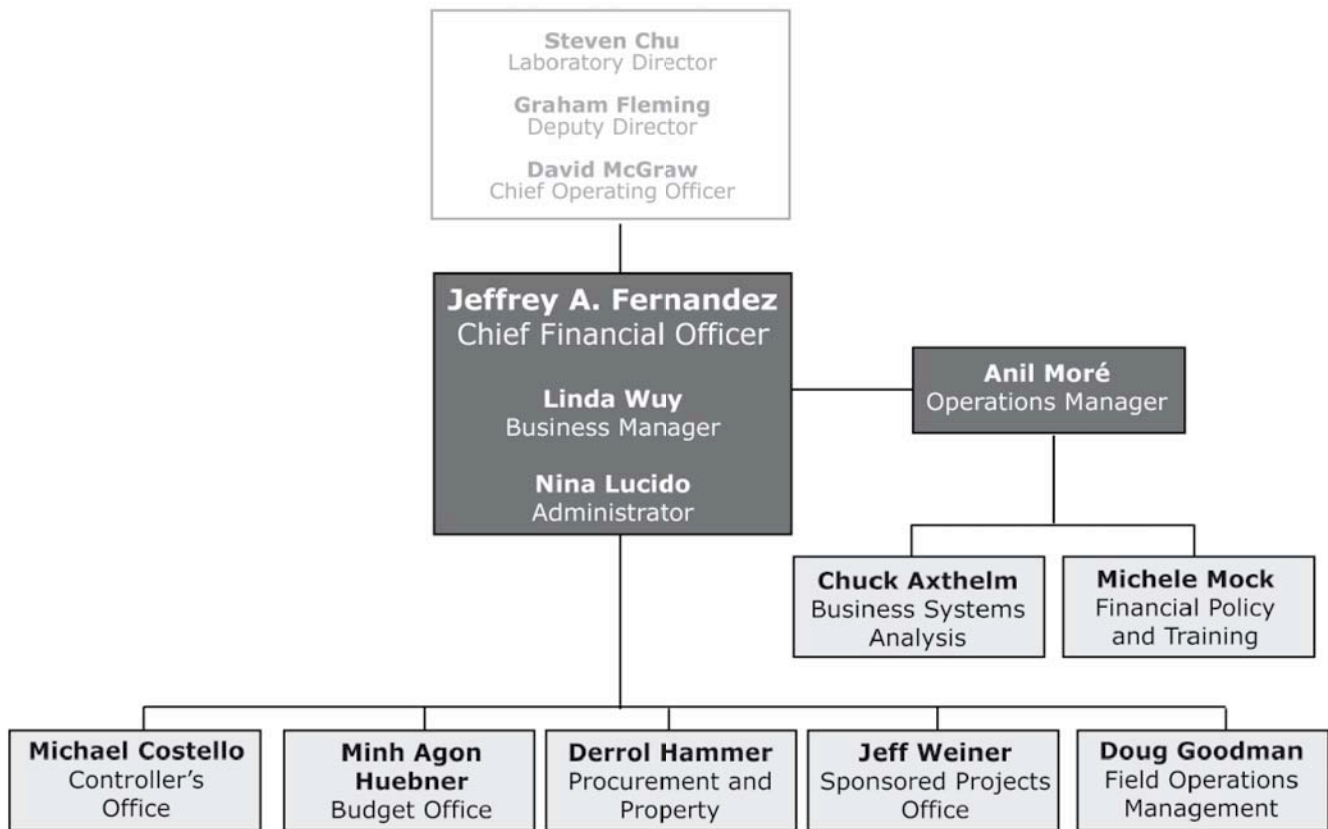 Steven Chu
Laboratory Director
Graham Fleming
Deputy Director
David McGraw
Chief Operating Officer
Jeffrey A. Fernandez
Chief Financial Officer
Linda Wuy
Business Manager
Nina Lucido
Administrator
Anil Moré
Operations Manager
Chuck Axthelm
Business Systems
Analysis
Michele Mock
Financial Policy
and Training
Michael Costello
Controller's
Office
Minh Agon
Huebner
Budget Office
Derrol Hammer
Procurement and
Property
Jeff Weiner
Sponsored Projects
Office
Doug Goodman
Field Operations
Management